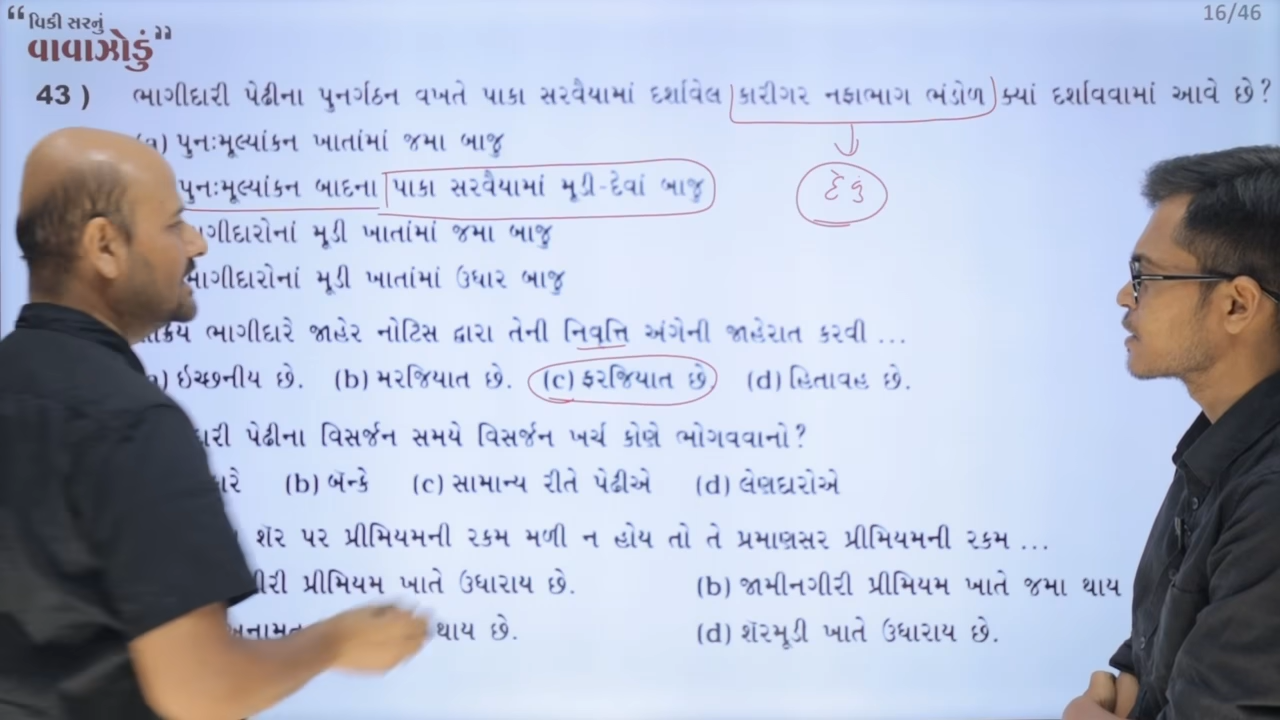 16/46
“વિકી સરનું
વાવાઝોડું”
43) ભાગીદારી પેઢીના પુનર્ગઠન વખતે પાકા સરવૈયામાં દર્શાવેલ કારીગર નફાભાગ ભંડોળ ક્યાં દર્શાવવામાં આવે છે?
પુનઃમૂલ્યાંકન ખાતાંમાં જમા બાજુ
પુનઃમૂલ્યાંકન બાદના પાકા સરવૈયામાં મૂડી-દેવાં બાજુ
દેવું
મૂડી ખાતાંમાં જમા બાજુ
મૂડી ખાતાંમાં ઉધાર બાજુ
ભાગીદારે જાહેર નોટિસ દ્વારા તેની નિવૃત્તિ અંગેની જાહેરાત કરવી ...
ઇચ્છનીય છે. (b) મરજિયાત છે. (c) ફરજિયાત છે (d) હિતાવહ છે.
પેઢીના વિસર્જન સમયે વિસર્જન ખર્ચ કોણે ભોગવવાનો?
(b) બૅન્કે (c) સામાન્ય રીતે પેઢીએ (d) લેણદારોએ
શૅર પર પ્રીમિયમની રકમ મળી ન હોય તો તે પ્રમાણસર પ્રીમિયમની રકમ ...
પ્રીમિયમ ખાતે ઉધારાય છે. (b) જામીનગીરી પ્રીમિયમ ખાતે જમા થાય
થાય છે. (d) શૅરમૂડી ખાતે ઉધારાય છે.